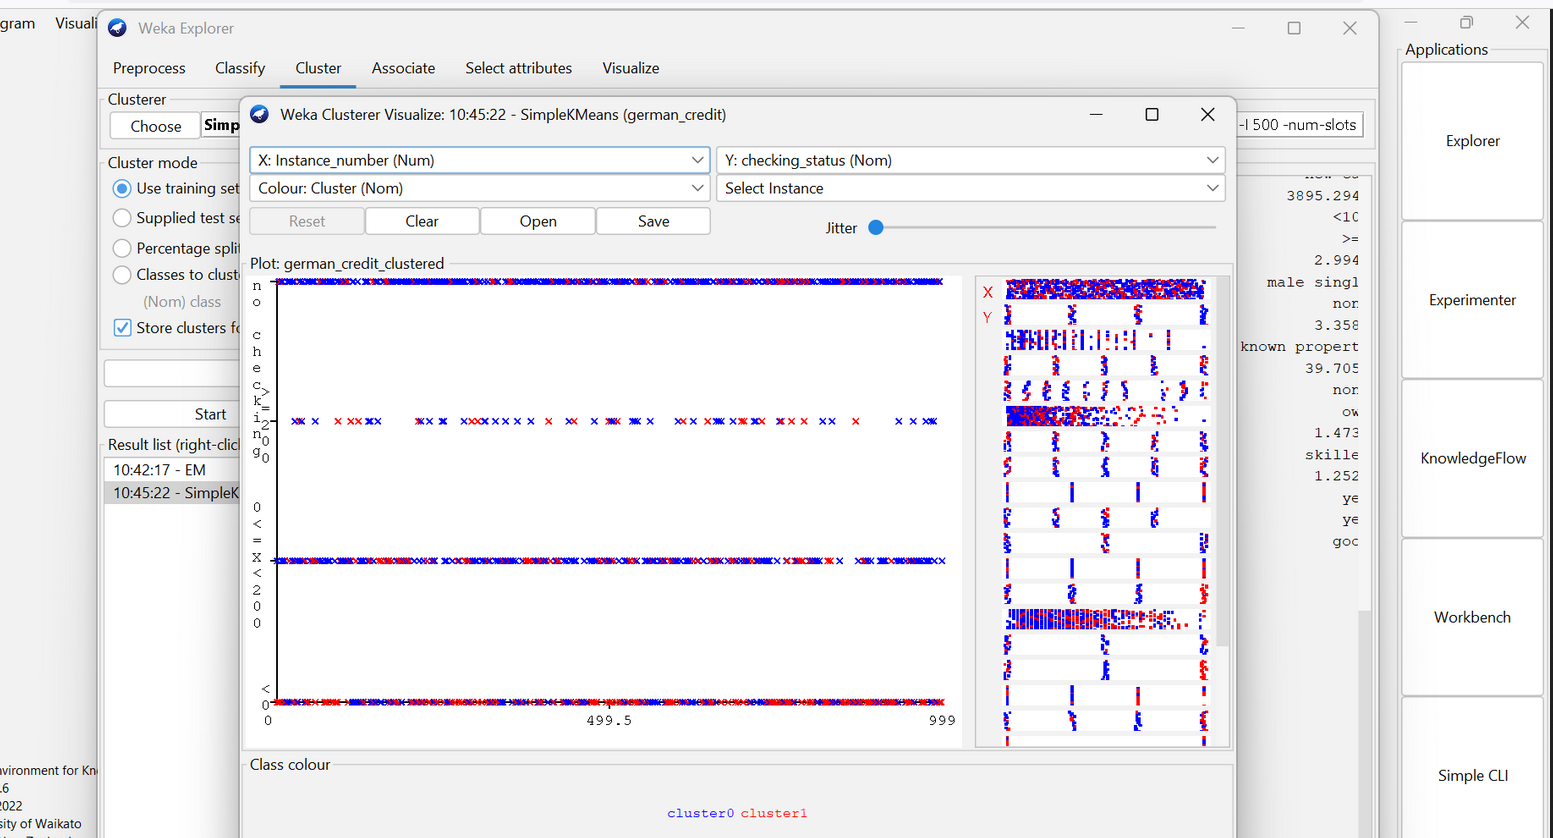 gram Visuali
Weka Explorer
Preprocess Classify Cluster Associate Select attributes Visualize
Clusterer
Choose Simp
-I 500 -num-slots
Cluster mode
Use training set
Supplied test se
Percentage split
Classes to cluste
(Nom) class
Store clusters fo
Start
Result list (right-click
10:42:17 - EM
10:45:22 - SimpleK
Weka Clusterer Visualize: 10:45:22 - SimpleKMeans (german_credit)
X: Instance_number (Num)
Y: checking_status (Nom)
Colour: Cluster (Nom)
Select Instance
Reset Clear Open Save
Jitter
Plot: german_credit_clustered
no checking
>=200
0<=X<200
<0
0 499.5 999
X
Y
Class colour
cluster0 cluster1
3895.294
<10
>=
2.994
male singl
non
3.358
known propert
39.705
non
ow
1.473
skille
1.252
ye
ye
goo
Applications
Explorer
Experimenter
KnowledgeFlow
Workbench
Simple CLI
nvironment for Kn
.6
2022
sity of Waikato